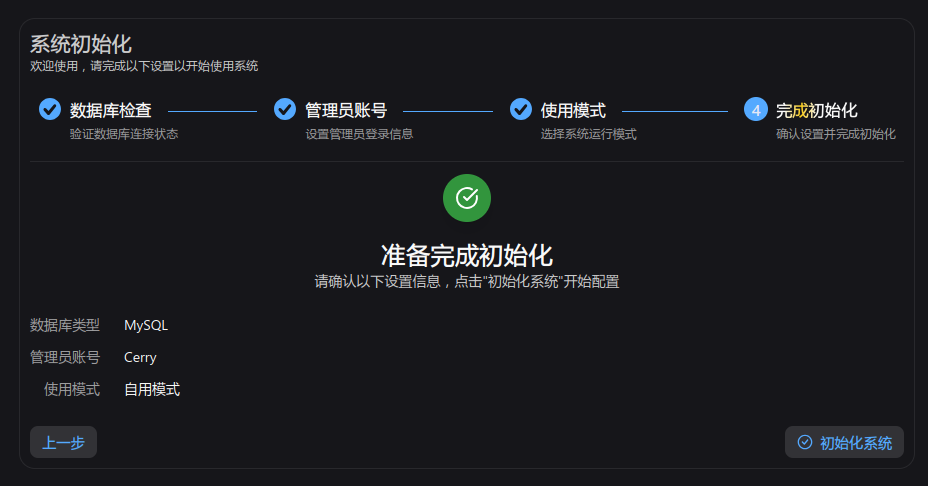 系统初始化
欢迎使用，请完成以下设置以开始使用系统
数据库检查
验证数据库连接状态
管理员账号
设置管理员登录信息
使用模式
选择系统运行模式
4 完成初始化
确认设置并完成初始化
准备完成初始化
请确认以下设置信息，点击"初始化系统"开始配置
数据库类型 MySQL
管理员账号 Cerry
使用模式 自用模式
上一步
初始化系统